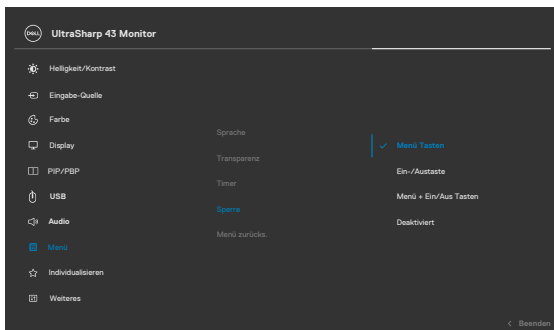 DELL UltraSharp 43 Monitor
Helligkeit/Kontrast
Eingabe-Quelle
Farbe
Display
PIP/PBP
USB
Audio
Menü
Individualisieren
Weiteres
Sprache
Transparenz
Timer
Sperre
Menü zurücks.
Menü Tasten
Ein-/Austaste
Menü + Ein/Aus Tasten
Deaktiviert
Beenden